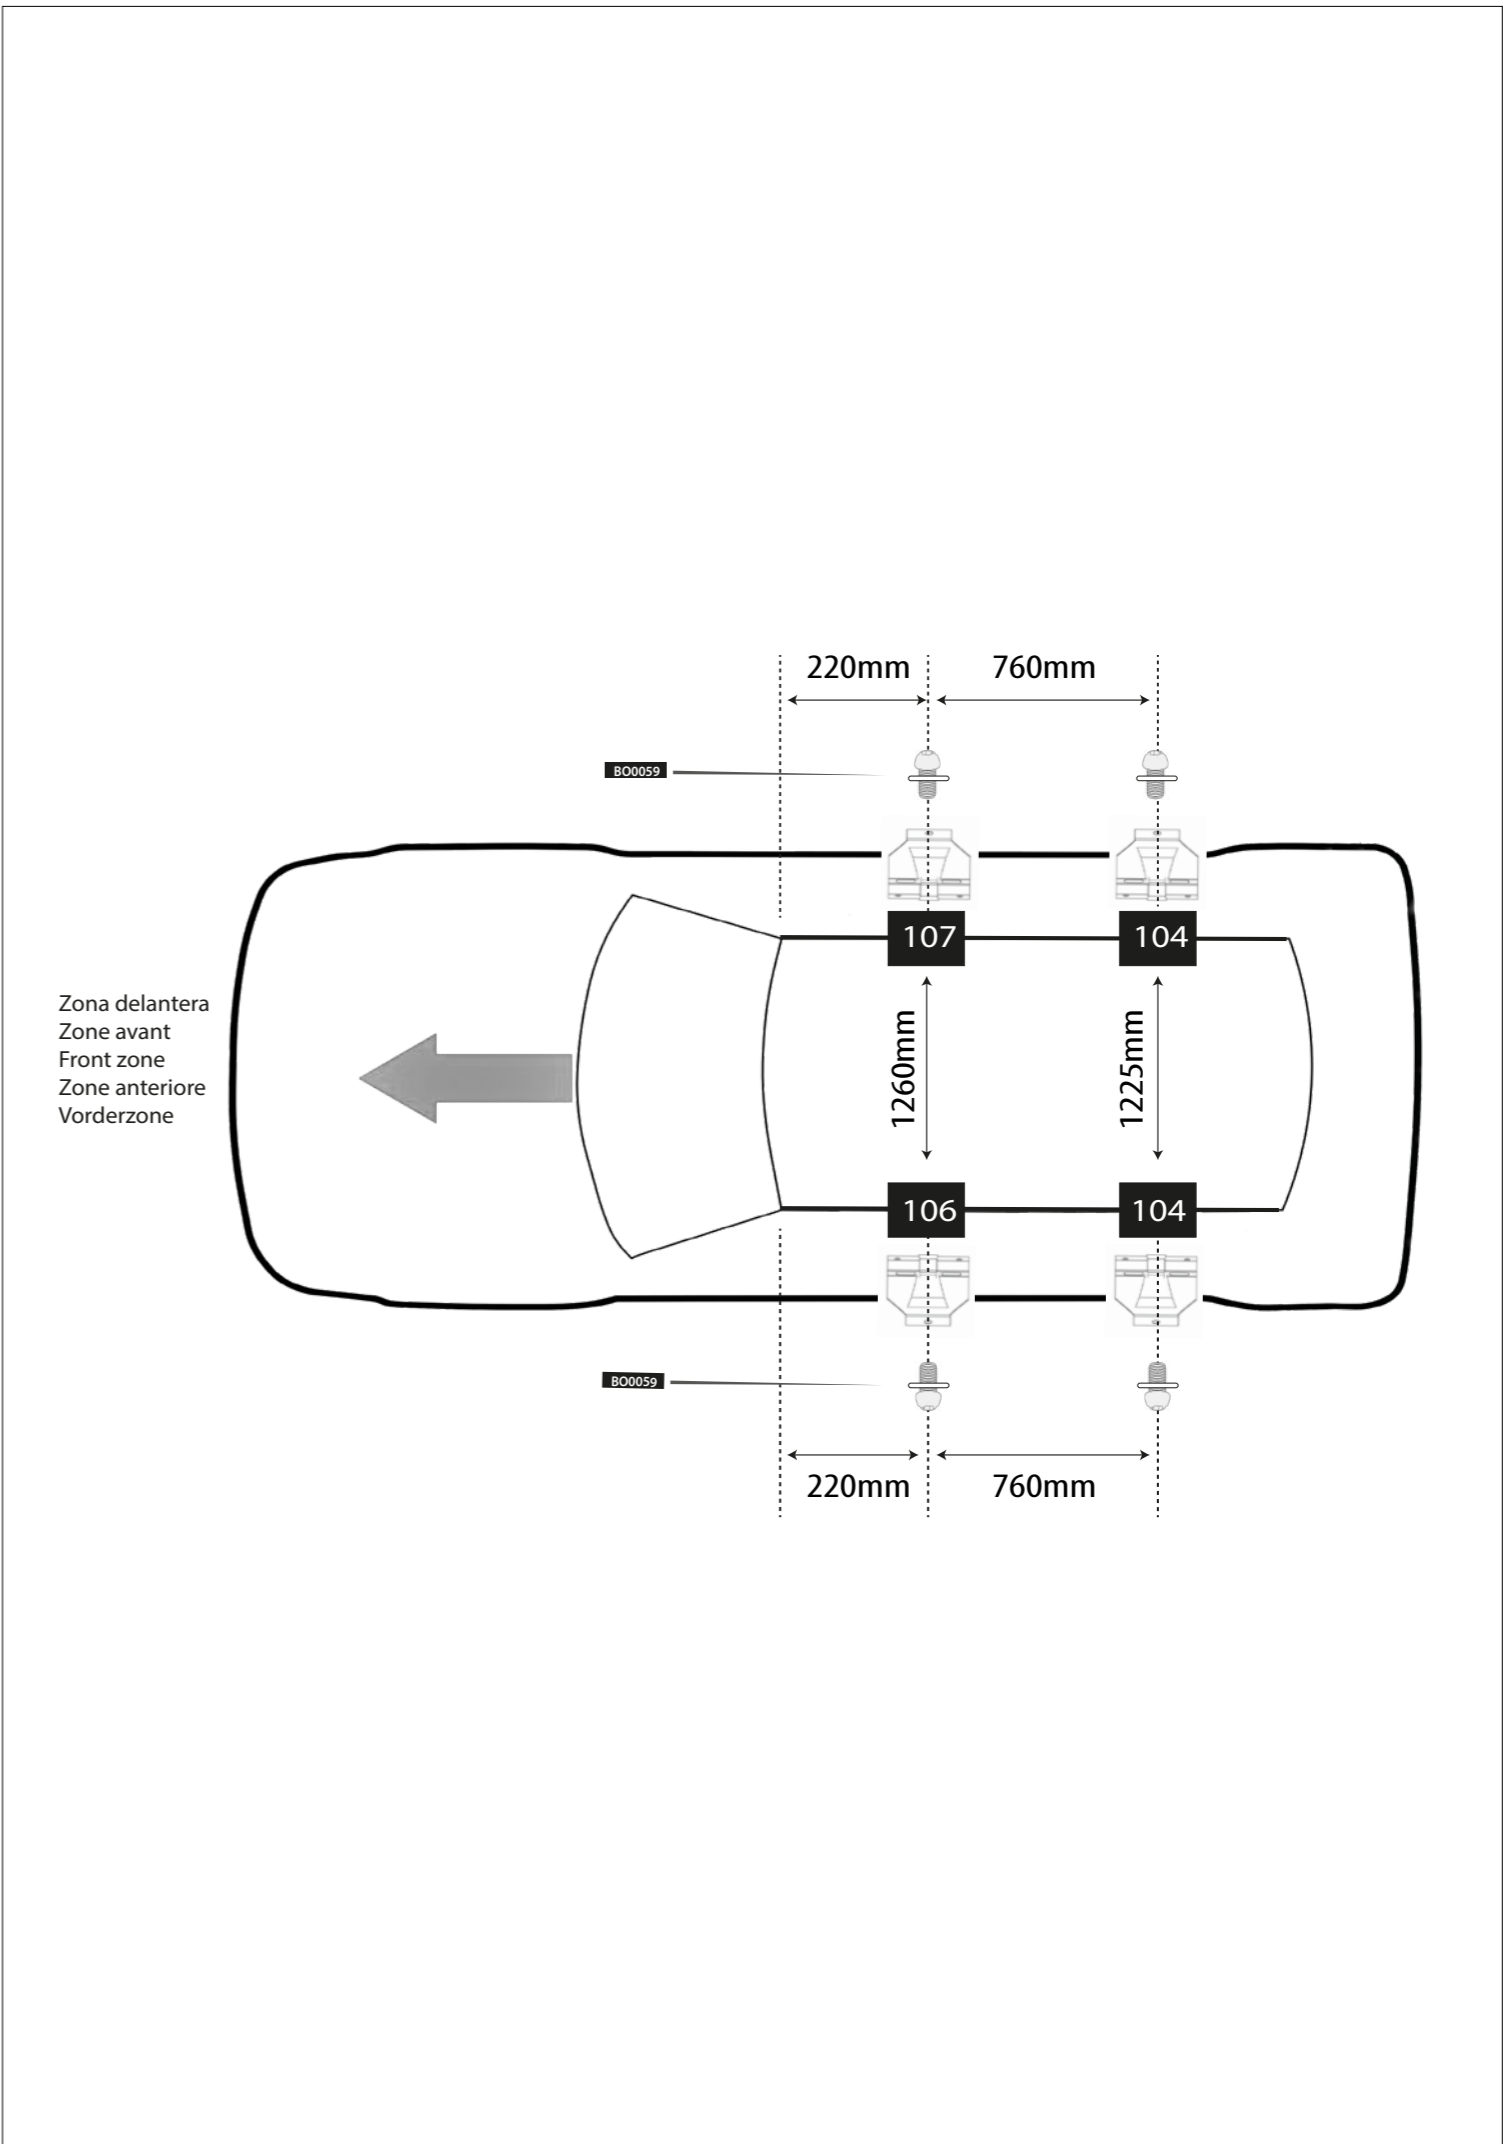 220mm 760mm
BO0059
107 104
Zona delantera
Zone avant
Front zone
Zone anteriore
Vorderzone
1260mm 1225mm
106 104
BO0059
220mm 760mm